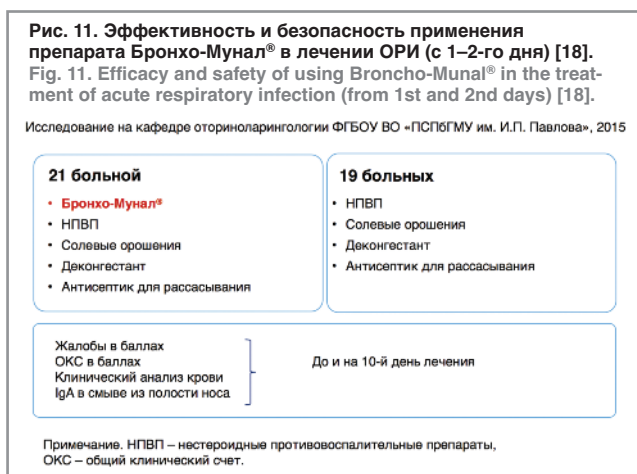 Рис. 11. Эффективность и безопасность применения
препарата Бронхо-Мунал® в лечении ОРИ (с 1–2-го дня) [18].
Fig. 11. Efficacy and safety of using Broncho-Munal® in the treat-
ment of acute respiratory infection (from 1st and 2nd days) [18].
Исследование на кафедре оториноларингологии ФГБОУ ВО «ПСПбГМУ им. И.П. Павлова», 2015
21 больной
• Бронхо-Мунал®
• НПВП
• Солевые орошения
• Деконгестант
• Антисептик для рассасывания
19 больных
• НПВП
• Солевые орошения
• Деконгестант
• Антисептик для рассасывания
Жалобы в баллах
ОКС в баллах
Клинический анализ крови
IgA в смыве из полости носа
До и на 10-й день лечения
Примечание. НПВП – нестероидные противовоспалительные препараты,
ОКС – общий клинический счет.